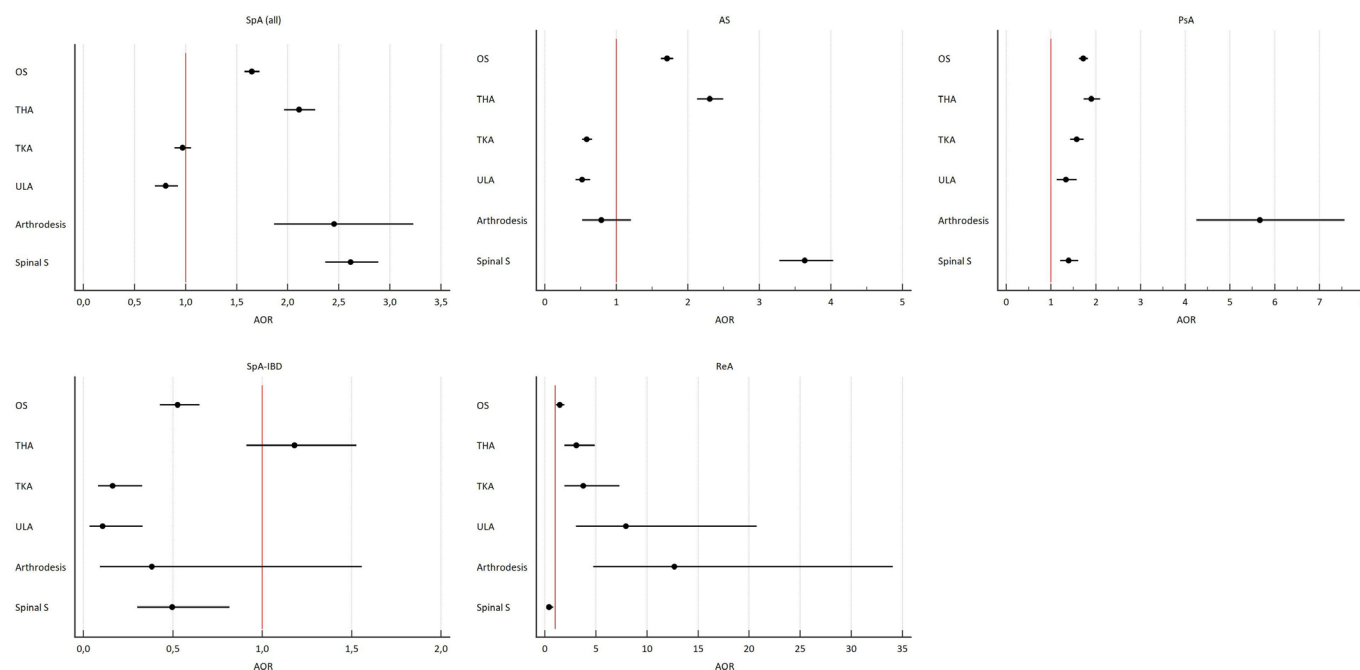 SpA (all)
OS
THA
TKA
ULA
Arthrodesis
Spinal S
0,0 1,0 1,5 2,0 2,5 3,0 3,5
AOR
AS
OS
THA
TKA
ULA
Arthrodesis
Spinal S
0 1 2 3 4 5
AOR
PsA
OS
THA
TKA
ULA
Arthrodesis
Spinal S
0 1 2 3 4 5 6 7
AOR
SpA-IBD
OS
THA
TKA
ULA
Arthrodesis
Spinal S
0,0 0,5 1,0 1,5 2,0
AOR
ReA
OS
THA
TKA
ULA
Arthrodesis
Spinal S
0 5 10 15 20 25 30 35
AOR